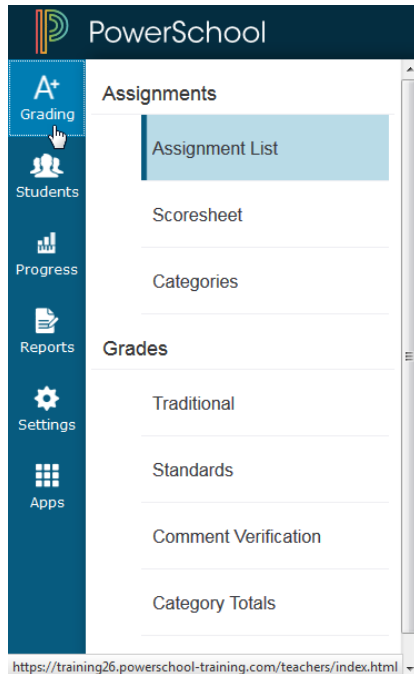 PowerSchool
A+
Grading
Students
Progress
Reports
Settings
Apps
Assignments
Assignment List
Scoresheet
Categories
Grades
Traditional
Standards
Comment Verification
Category Totals
https://training26.powerschool-training.com/teachers/index.html